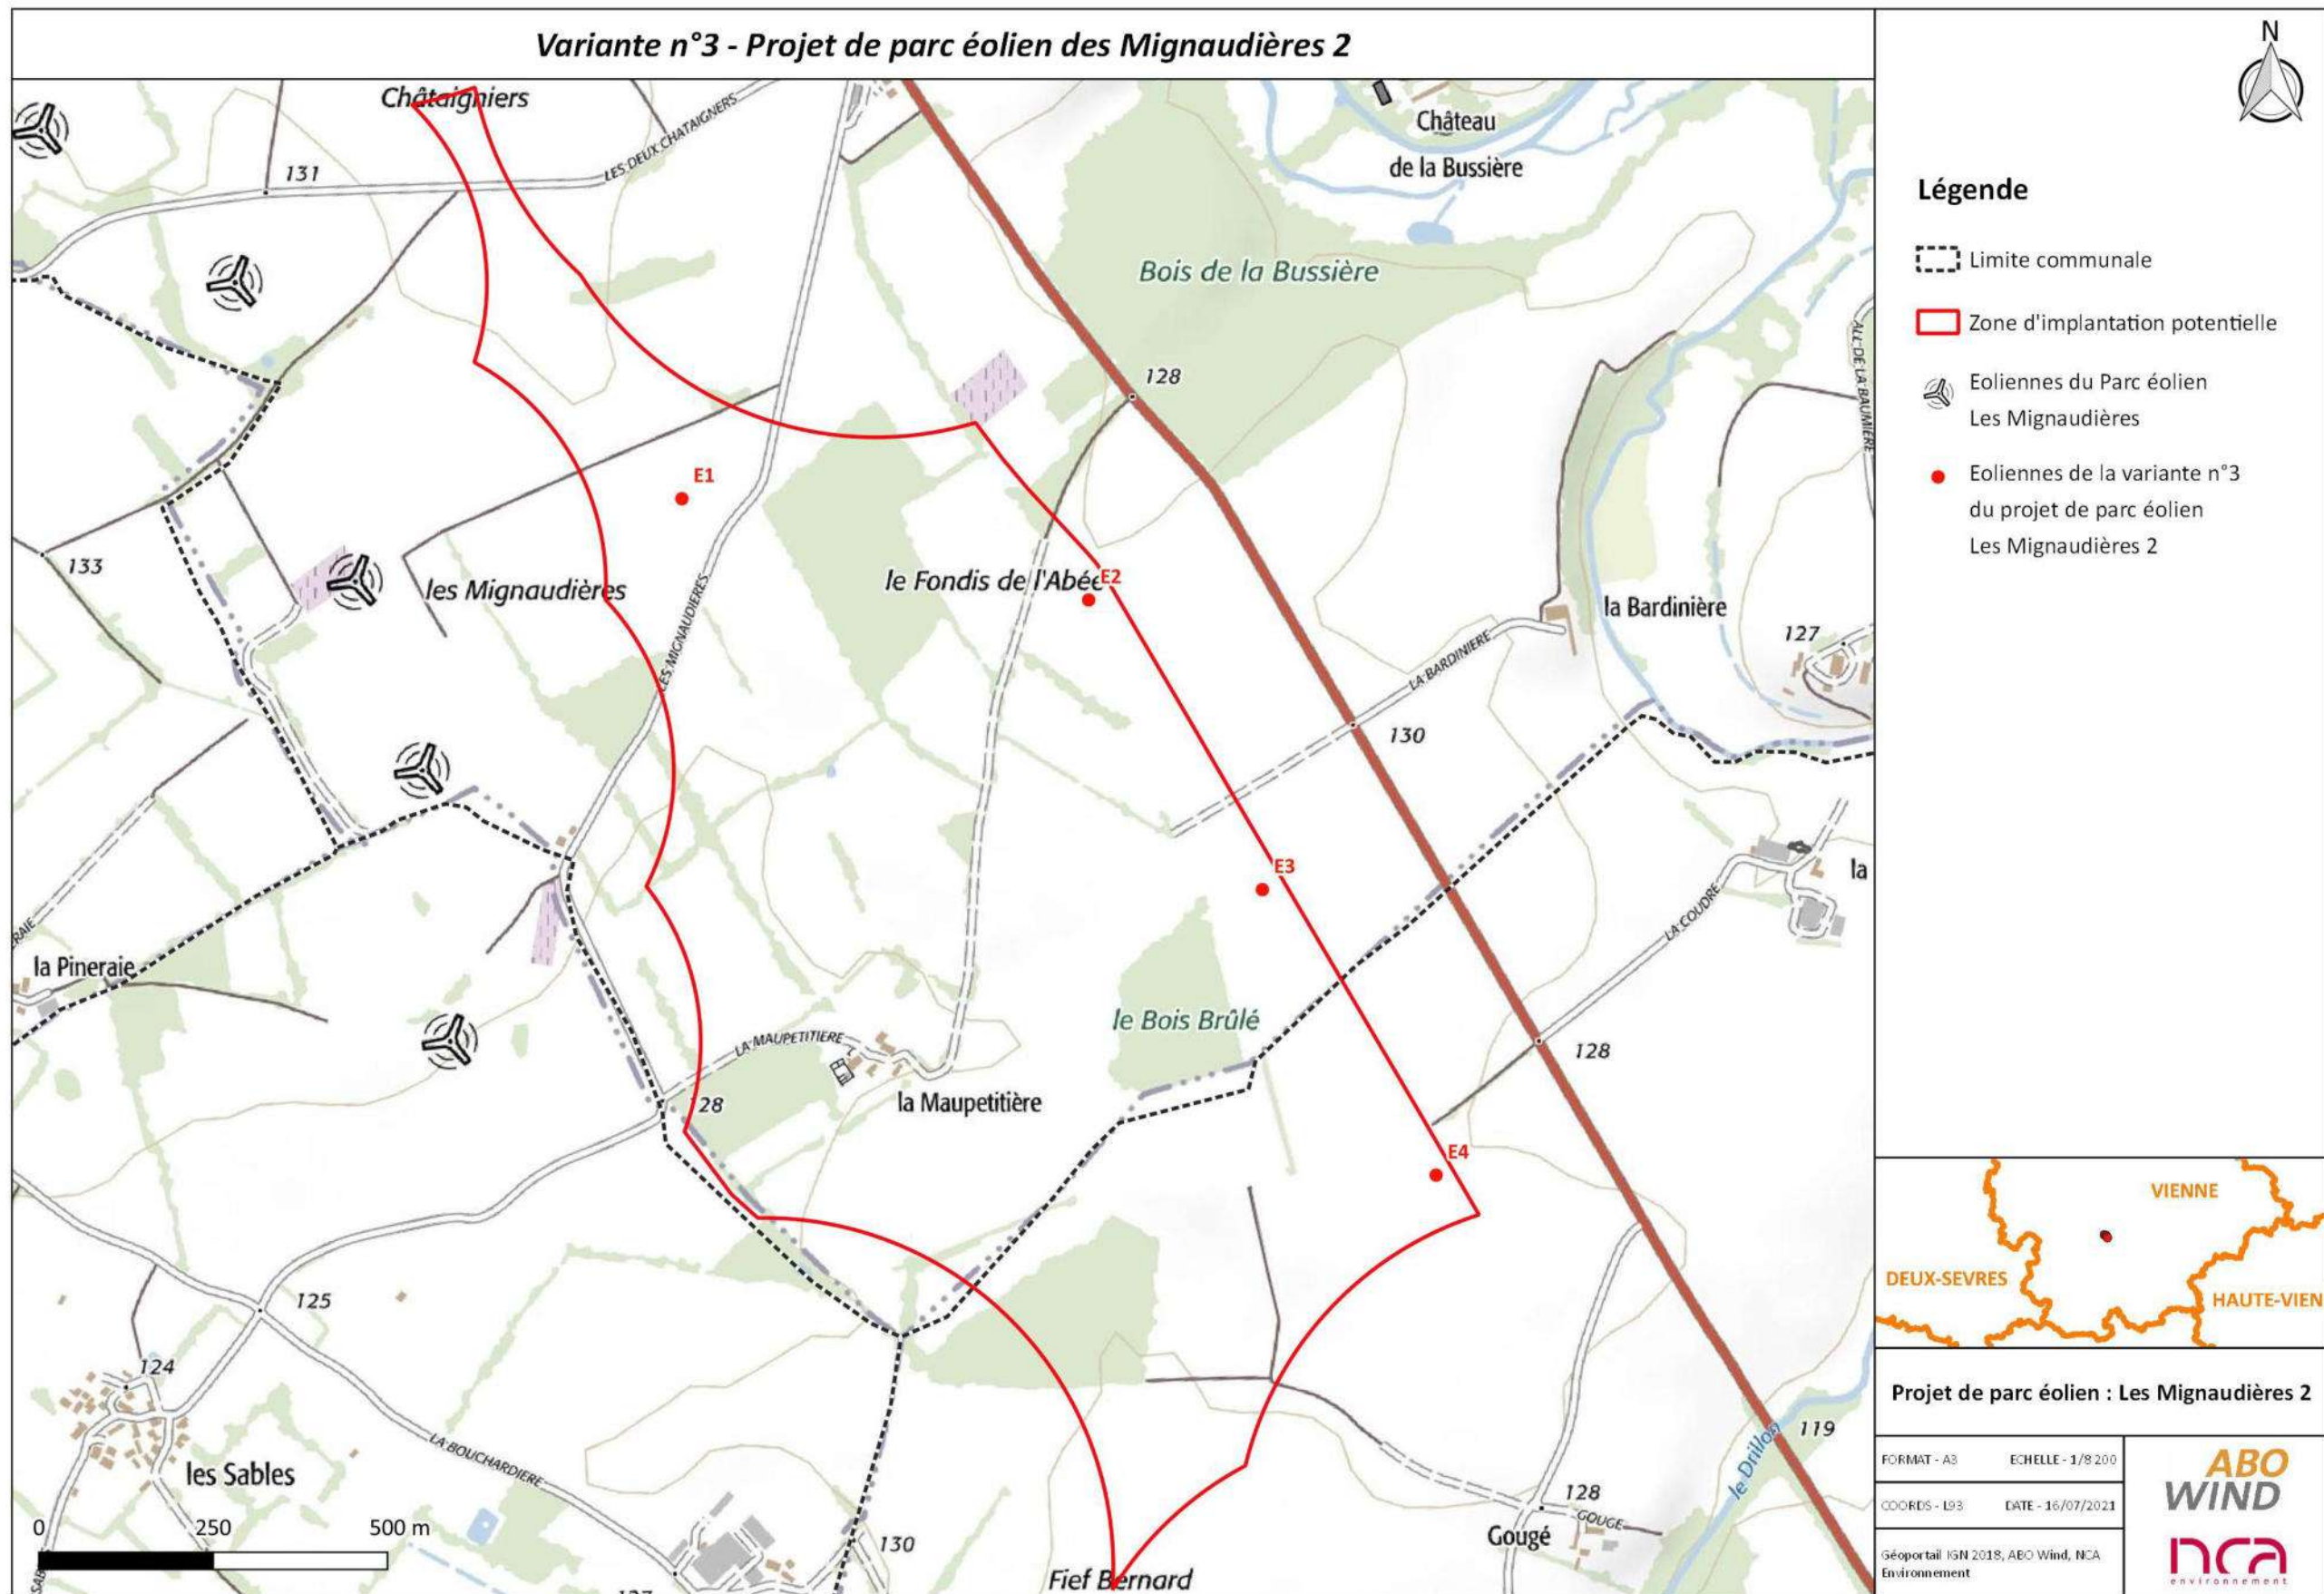 Variante n°3 - Projet de parc éolien des Mignaudières 2
N
Châtaigniers
LES DEUX CHATAIGNERS
131
Château
de la Bussière
Bois de la Bussière
128
ALL-DE-LA-BAUMIERE
E1
133
les Mignaudières
LES MIGNAUDIERES
le Fondis de l'Abée
E2
la Bardinière
127
LA BARDINIERE
130
E3
la
LA COUDRE
RAIE
la Pineraie
le Bois Brûlé
LA MAUPETITIERE
128
28
la Maupetitière
E4
125
124
les Sables
LA BOUCHARDIERE
119
le Drillon
128
GOUGE
Gougé
130
Fief Bernard
127
SAB
0 250 500 m
Légende
Limite communale
Zone d'implantation potentielle
Eoliennes du Parc éolien
Les Mignaudières
Eoliennes de la variante n°3
du projet de parc éolien
Les Mignaudières 2
VIENNE
DEUX-SEVRES
HAUTE-VIEN
Projet de parc éolien : Les Mignaudières 2
FORMAT - A3 ECHELLE - 1/8 200
COORDS - L93 DATE - 16/07/2021
Géoportail IGN 2018, ABO Wind, NCA
Environnement
ABO
WIND
nca
environnement